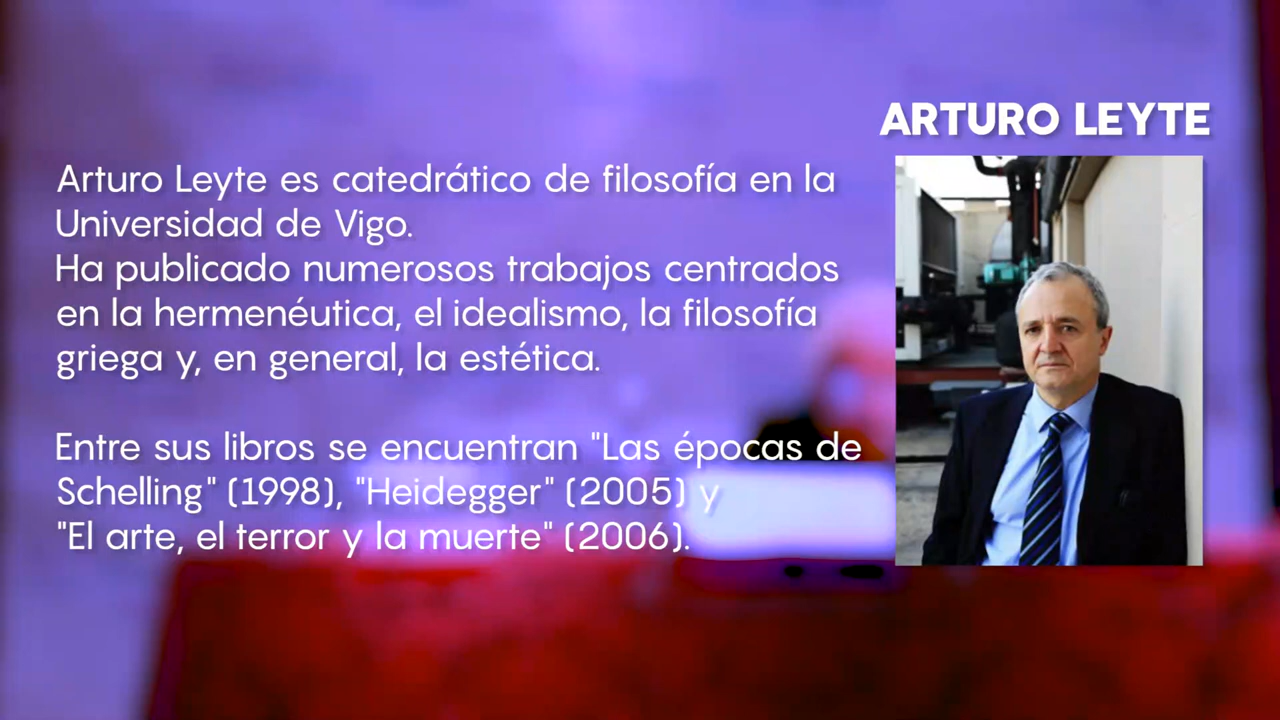 ARTURO LEYTE
Arturo Leyte es catedrático de filosofía en la
Universidad de Vigo.
Ha publicado numerosos trabajos centrados
en la hermenéutica, el idealismo, la filosofía
griega y, en general, la estética.
Entre sus libros se encuentran "Las épocas de
Schelling" (1998), "Heidegger" (2005) y
"El arte, el terror y la muerte" (2006).